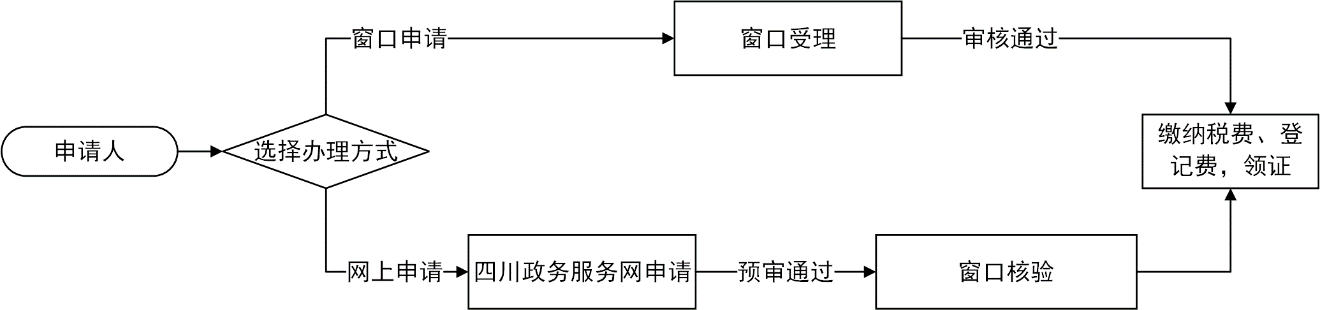 窗口申请
窗口受理
审核通过
申请人
选择办理方式
缴纳税费、登
记费，领证
网上申请
四川政务服务网申请
预审通过
窗口核验